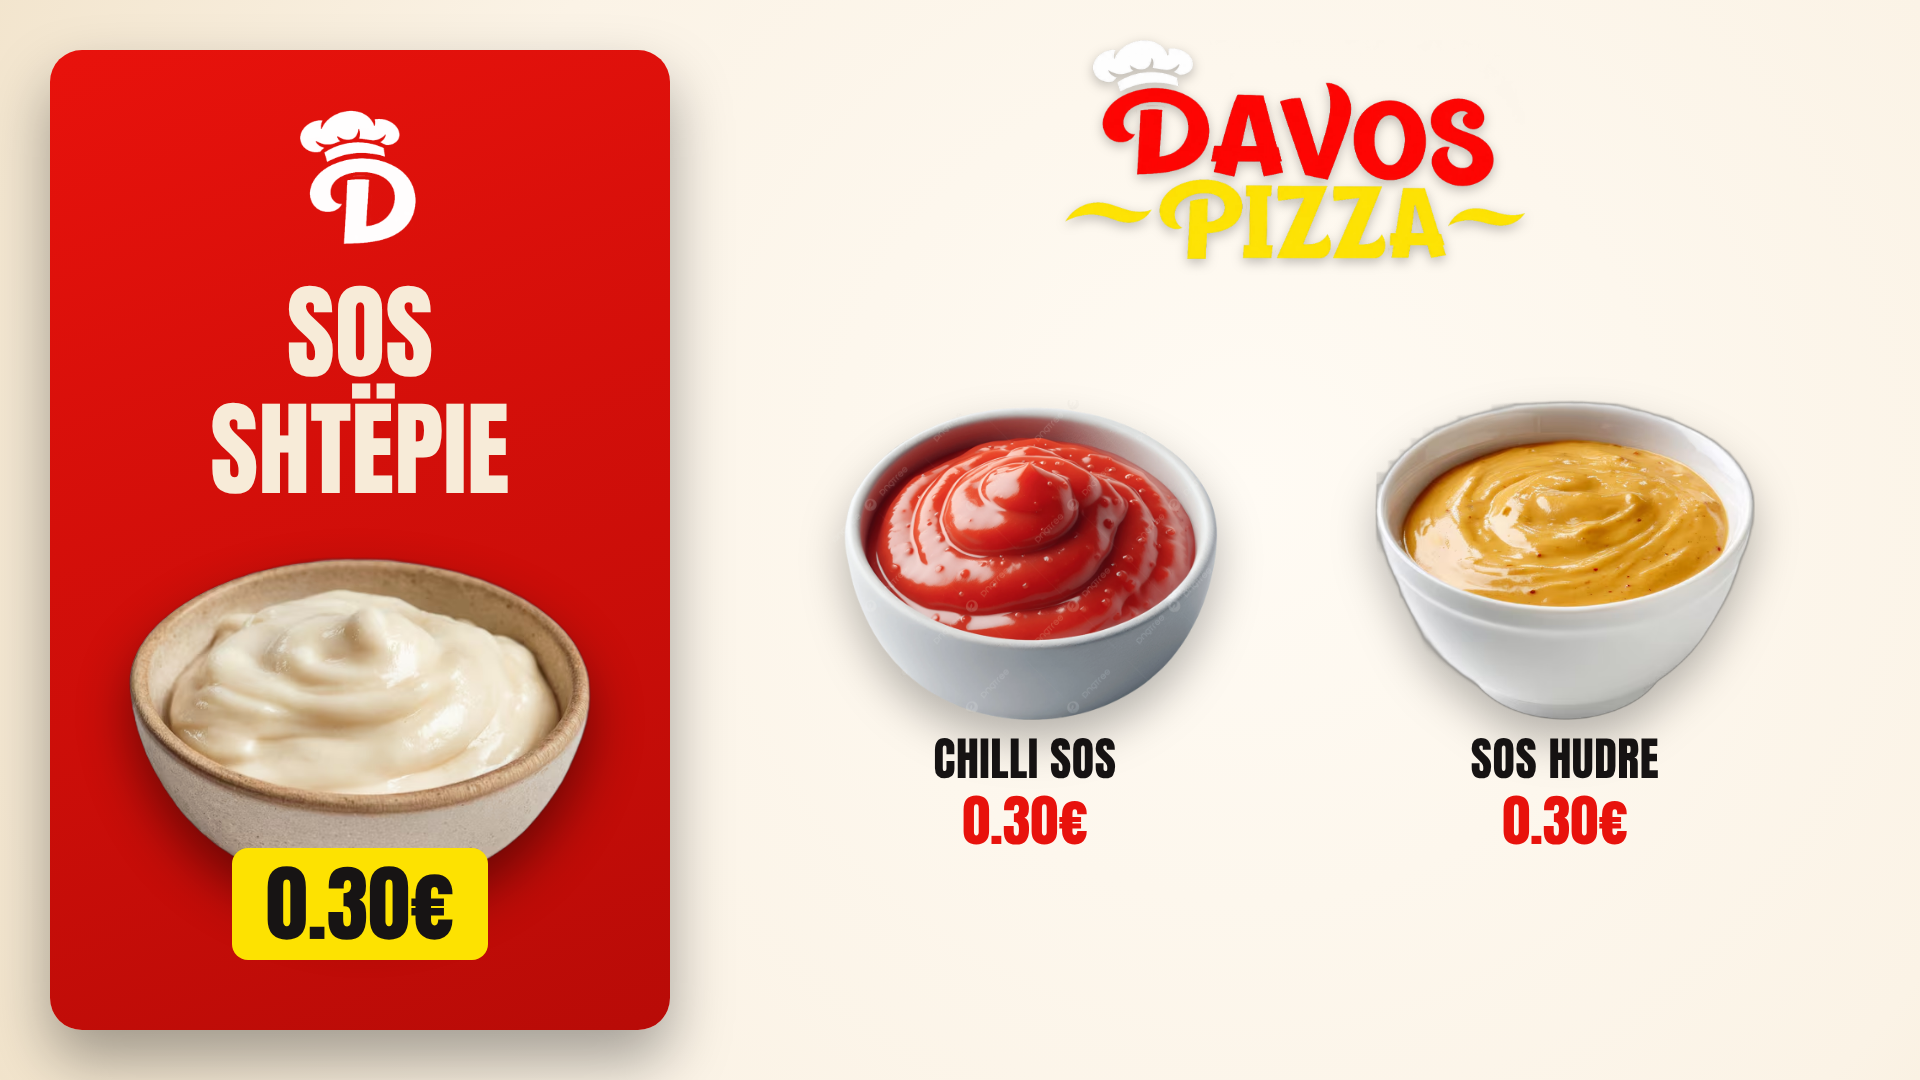 D
SOS
SHTËPIE
0.30€
DAVOS
PIZZA
CHILLI SOS
0.30€
SOS HUDRE
0.30€